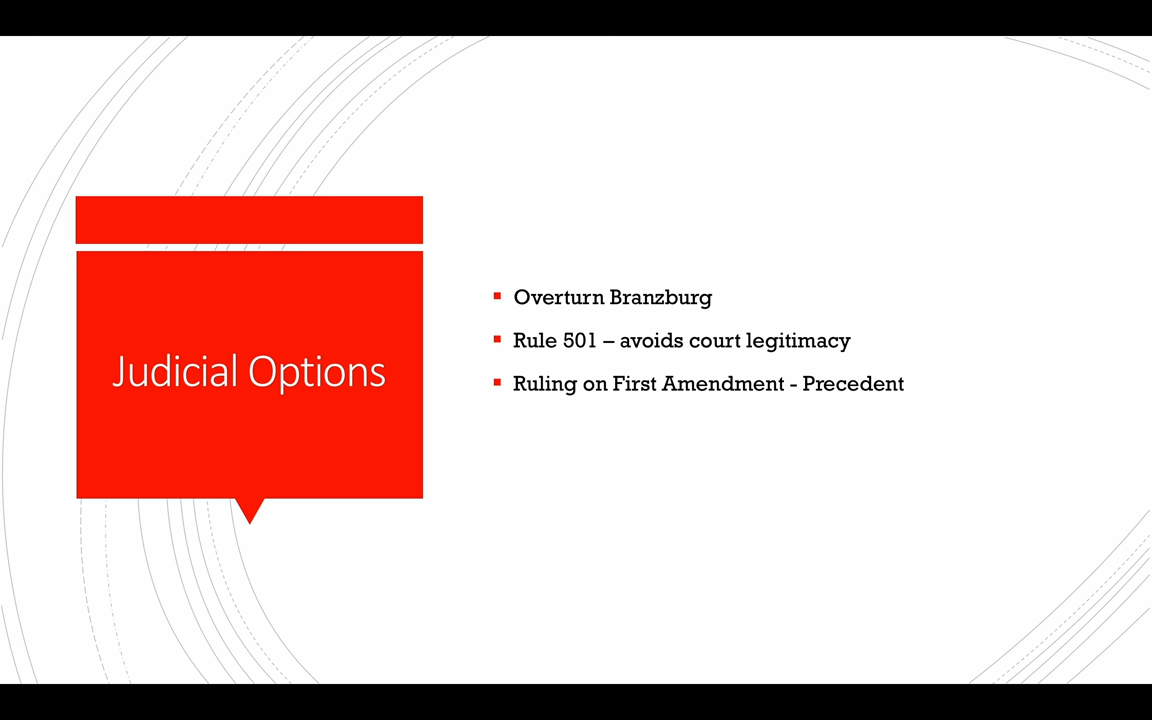 Judicial Options
Overturn Branzburg
Rule 501 – avoids court legitimacy
Ruling on First Amendment - Precedent